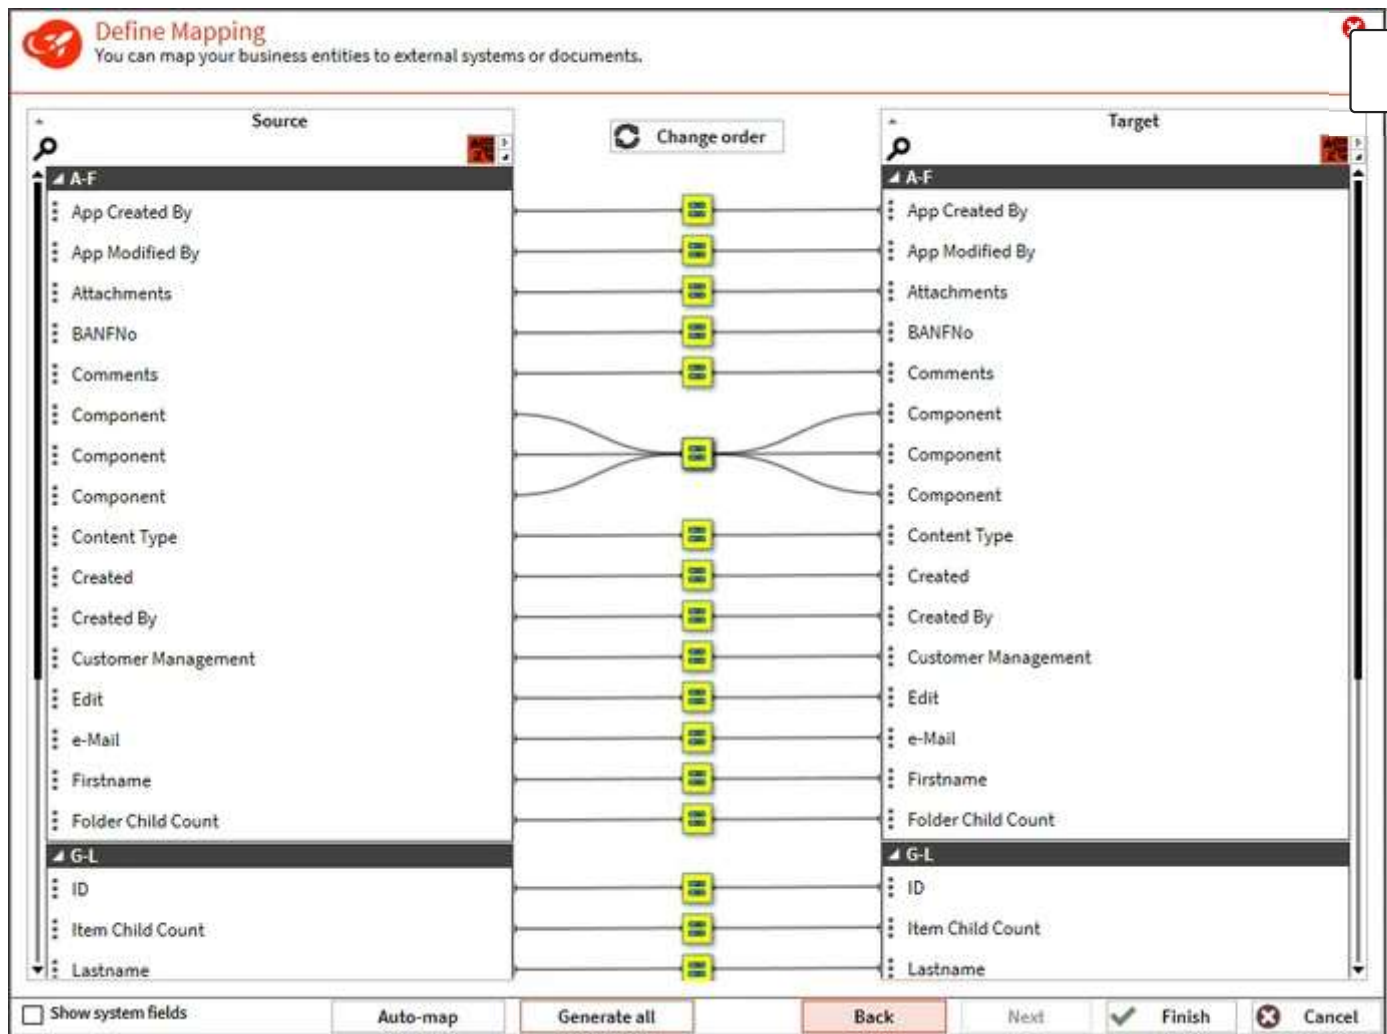 Define Mapping
You can map your business entities to external systems or documents.
Source
Change order
Target
A-F
App Created By
App Modified By
Attachments
BANFNo
Comments
Component
Component
Component
Content Type
Created
Created By
Customer Management
Edit
e-Mail
Firstname
Folder Child Count
G-L
ID
Item Child Count
Lastname
A-F
App Created By
App Modified By
Attachments
BANFNo
Comments
Component
Component
Component
Content Type
Created
Created By
Customer Management
Edit
e-Mail
Firstname
Folder Child Count
G-L
ID
Item Child Count
Lastname
Show system fields
Auto-map
Generate all
Back
Next
Finish
Cancel